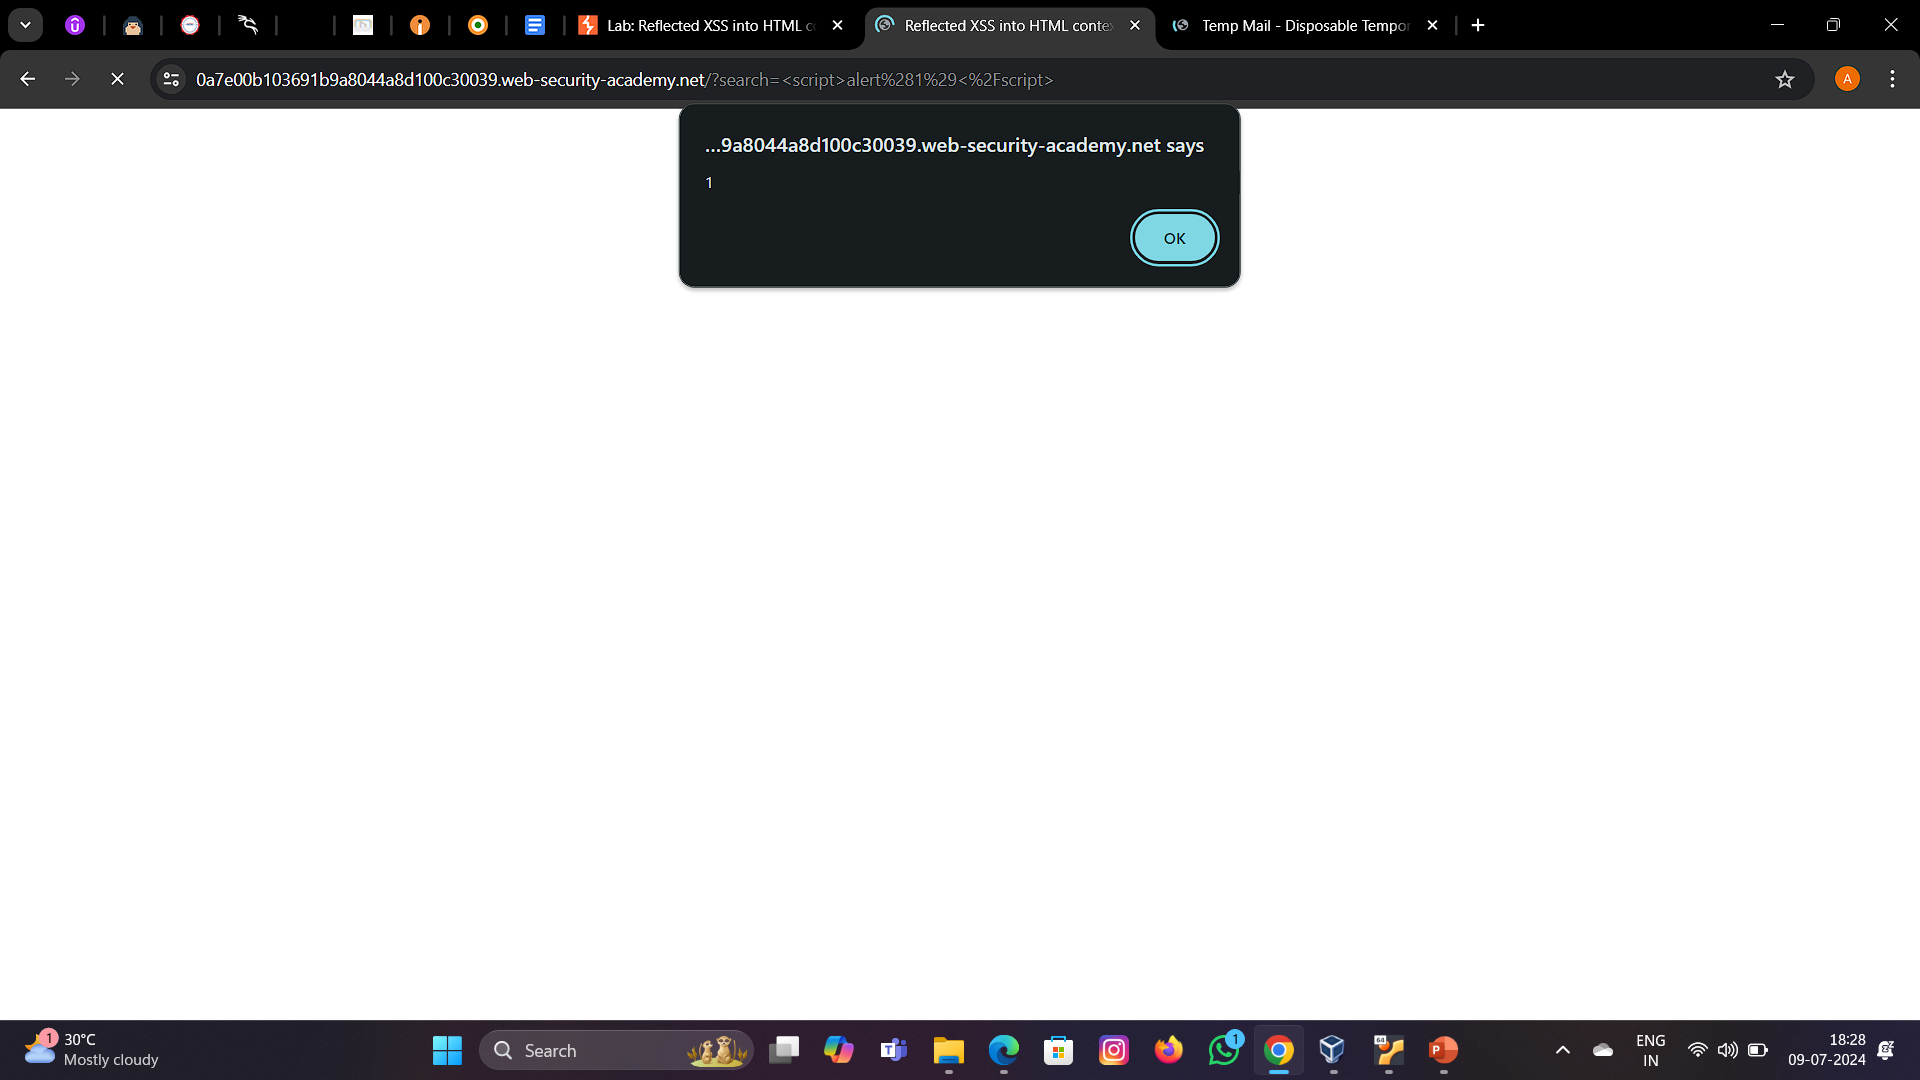 Lab: Reflected XSS into HTML c
Reflected XSS into HTML conte
Temp Mail - Disposable Tempor
0a7e00b103691b9a8044a8d100c30039.web-security-academy.net/?search=<script>alert%281%29<%2Fscript>
A
...9a8044a8d100c30039.web-security-academy.net says
1
OK
1
30°C
Mostly cloudy
Search
T
64
1
P
ENG
IN
18:28
09-07-2024